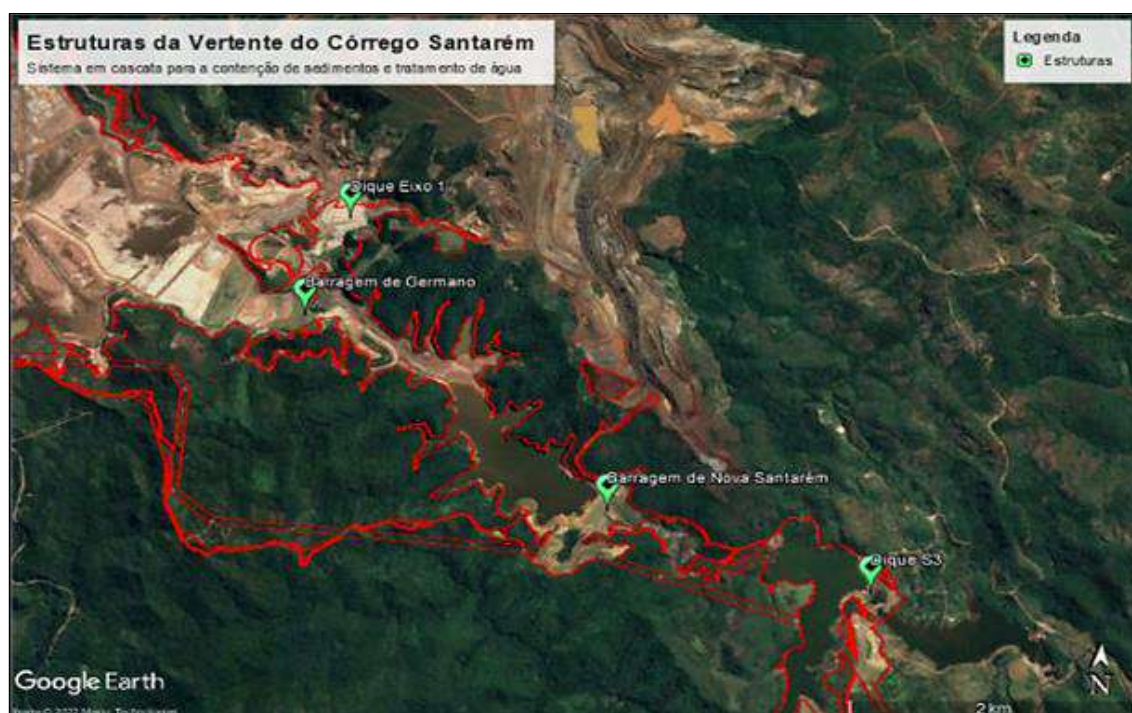 Estruturas da Vertente do Córrego Santarém
Sistema em cascata para a contenção de sedimentos e tratamento de água
Legenda
Estruturas
Dique Eixo 1
Barragem de Germano
Barragem de Nova Santarém
Dique S3
Google Earth
N
2 km